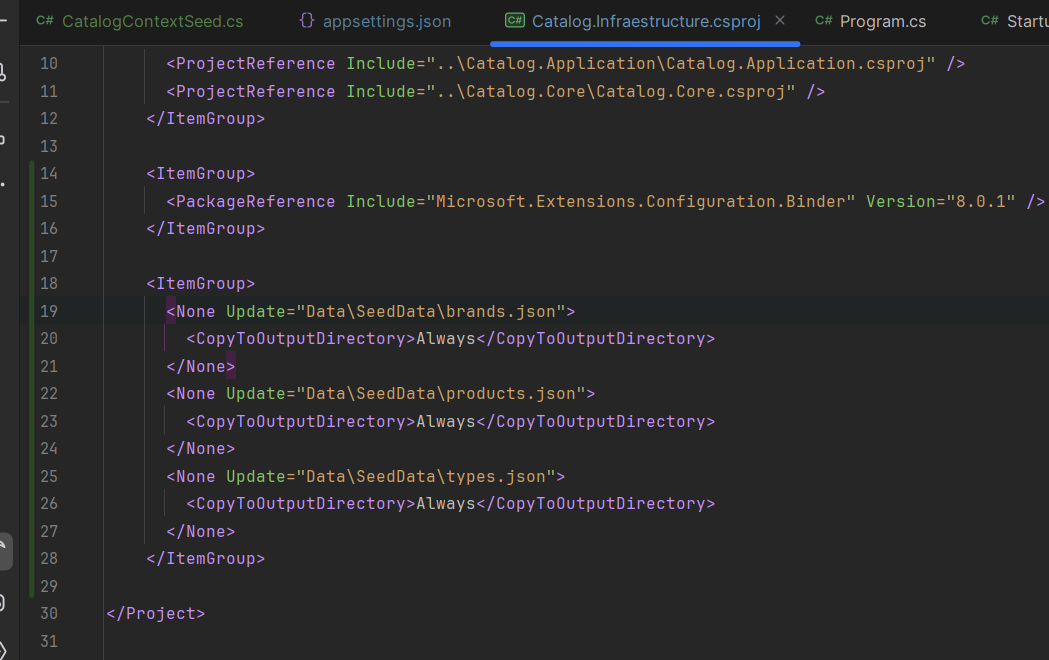 C# CatalogContextSeed.cs {} appsettings.json C# Catalog.Infraestructure.csproj × C# Program.cs C# Startu
10 <ProjectReference Include="..\Catalog.Application\Catalog.Application.csproj" />
11 <ProjectReference Include="..\Catalog.Core\Catalog.Core.csproj" />
12 </ItemGroup>
13
14 <ItemGroup>
15 <PackageReference Include="Microsoft.Extensions.Configuration.Binder" Version="8.0.1" />
16 </ItemGroup>
17
18 <ItemGroup>
19 <None Update="Data\SeedData\brands.json">
20 <CopyToOutputDirectory>Always</CopyToOutputDirectory>
21 </None>
22 <None Update="Data\SeedData\products.json">
23 <CopyToOutputDirectory>Always</CopyToOutputDirectory>
24 </None>
25 <None Update="Data\SeedData\types.json">
26 <CopyToOutputDirectory>Always</CopyToOutputDirectory>
27 </None>
28 </ItemGroup>
29
30 </Project>
31